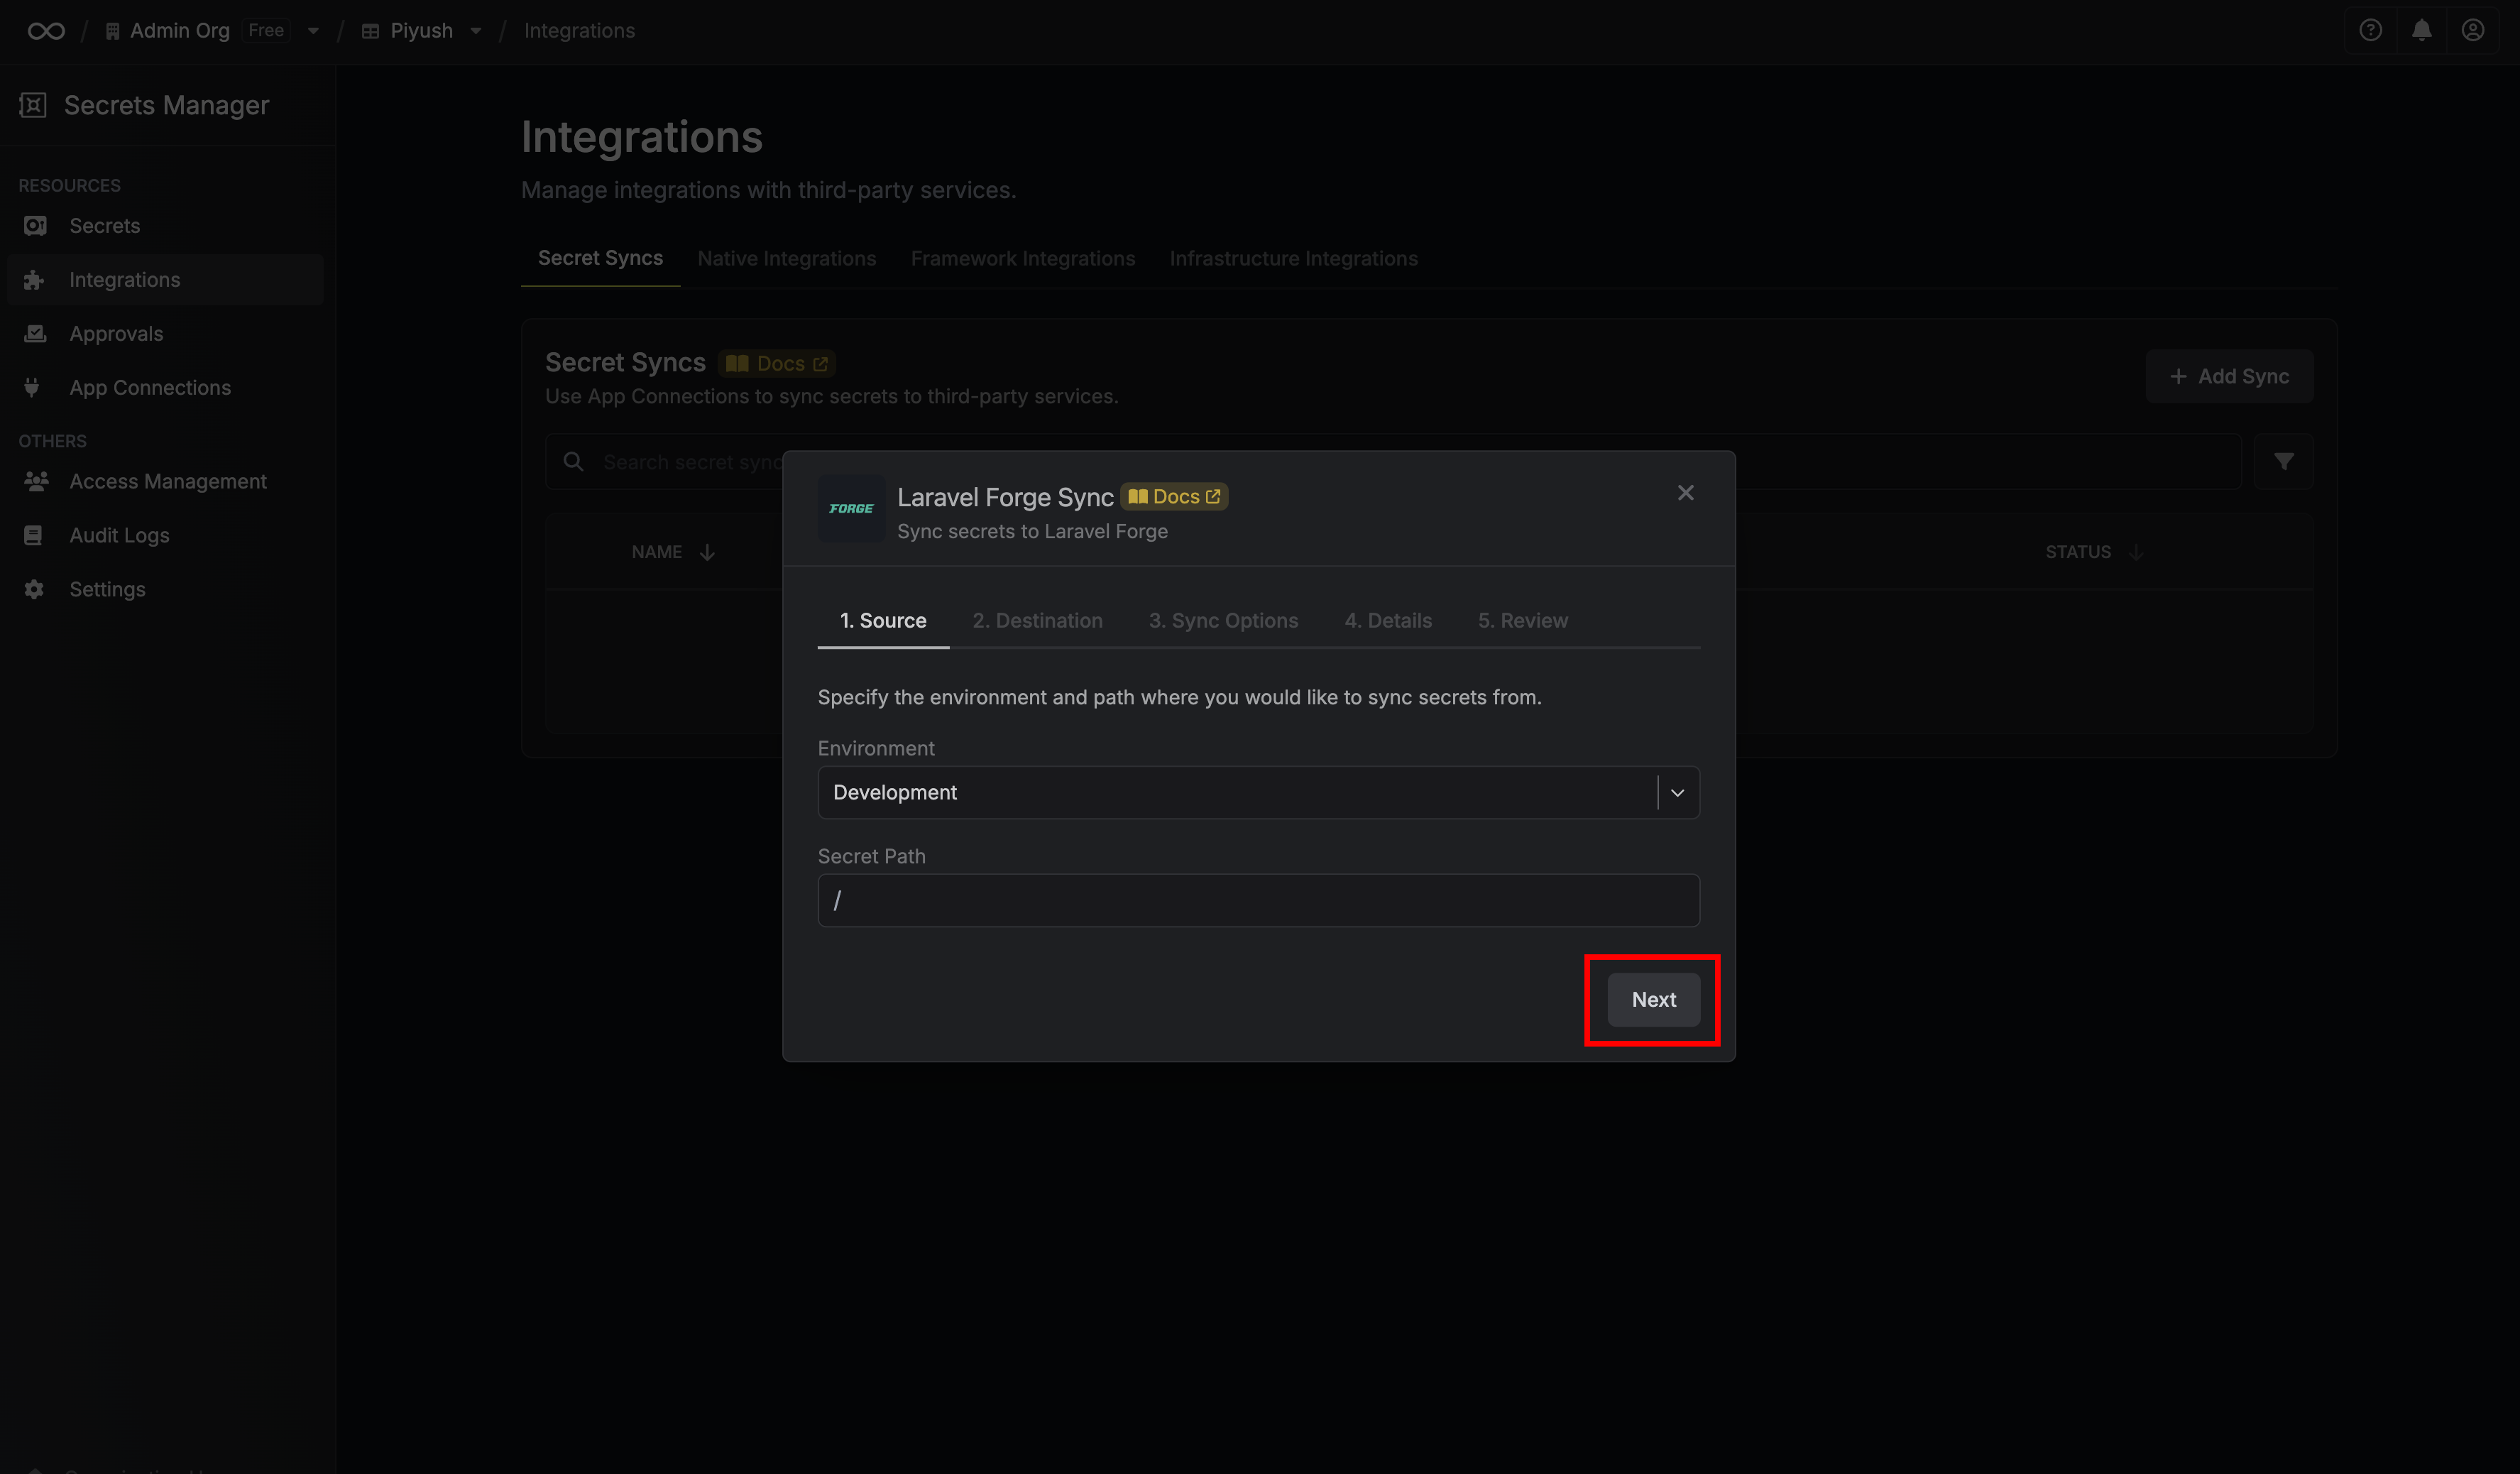 Admin Org Free Piyush Integrations
Secrets Manager
RESOURCES
Secrets
Integrations
Approvals
App Connections
OTHERS
Access Management
Audit Logs
Settings
Integrations
Manage integrations with third-party services.
Secret Syncs Native Integrations Framework Integrations Infrastructure Integrations
Secret Syncs Docs
Use App Connections to sync secrets to third-party services.
+ Add Sync
Search secret sync
NAME STATUS
FORGE
Laravel Forge Sync Docs
Sync secrets to Laravel Forge
1. Source 2. Destination 3. Sync Options 4. Details 5. Review
Specify the environment and path where you would like to sync secrets from.
Environment
Development
Secret Path
/
Next